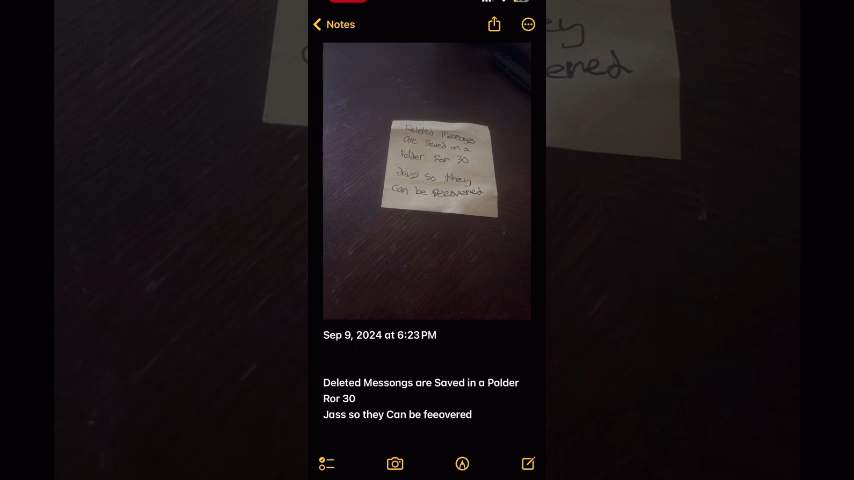 Notes
Deleted Messages
are saved in a
folder For 30
Days So they
Can be Recovered
ened
Sep 9, 2024 at 6:23 PM
Deleted Messongs are Saved in a Polder
Ror 30
Jass so they Can be feeovered